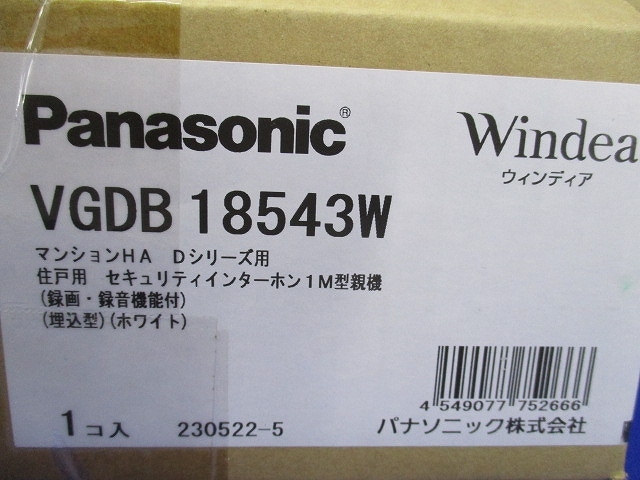 Panasonic®
Windea
ウィンディア
VGDB 18543W
マンションHA Dシリーズ用
住戸用 セキュリティインターホン1M型親機
(録画・録音機能付)
(埋込型)(ホワイト)
4 549077 752666
1コ入 230522-5 パナソニック株式会社